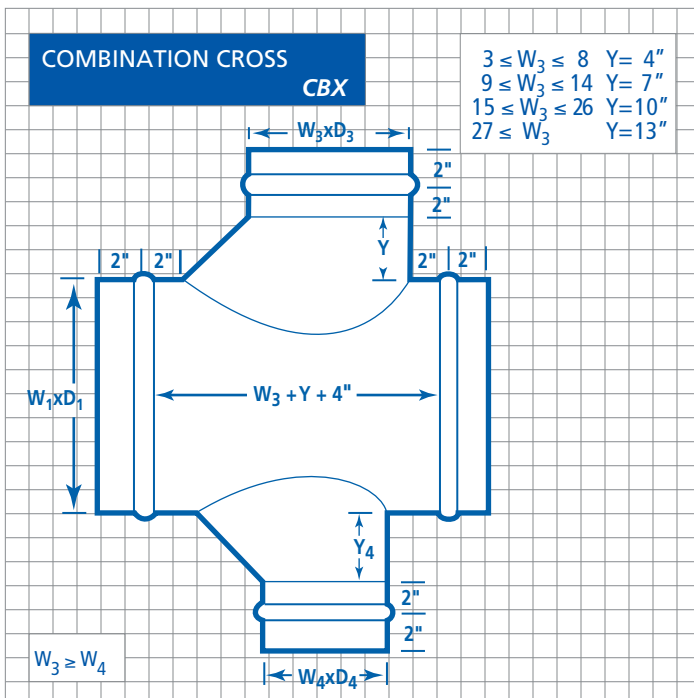 COMBINATION CROSS
CBX
3 ≤ W₃ ≤ 8 Y= 4"
9 ≤ W₃ ≤ 14 Y= 7"
15 ≤ W₃ ≤ 26 Y=10"
27 ≤ W₃ Y=13"
W₃xD₃
2"
2"
Y
2" 2"
2" 2"
W₁xD₁
W₃ +Y + 4"
Y₄
2"
2"
W₄xD₄
W₃ ≥ W₄